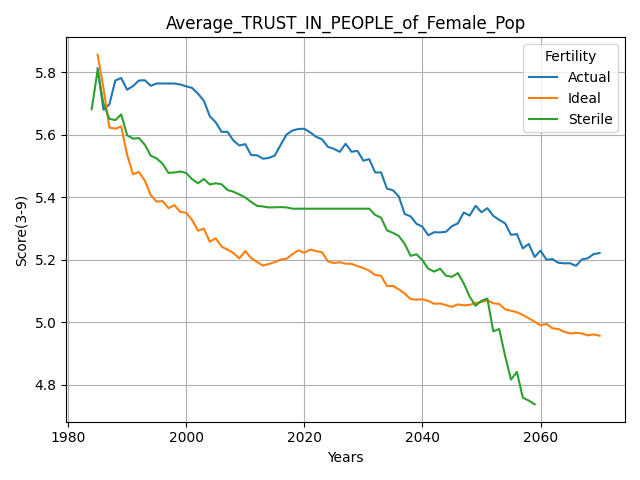 Average_TRUST_IN_PEOPLE_of_Female_Pop
Fertility
Actual
Ideal
Sterile
Score(3-9)
5.8
5.6
5.4
5.2
5.0
4.8
1980
2000
2020
2040
2060
Years